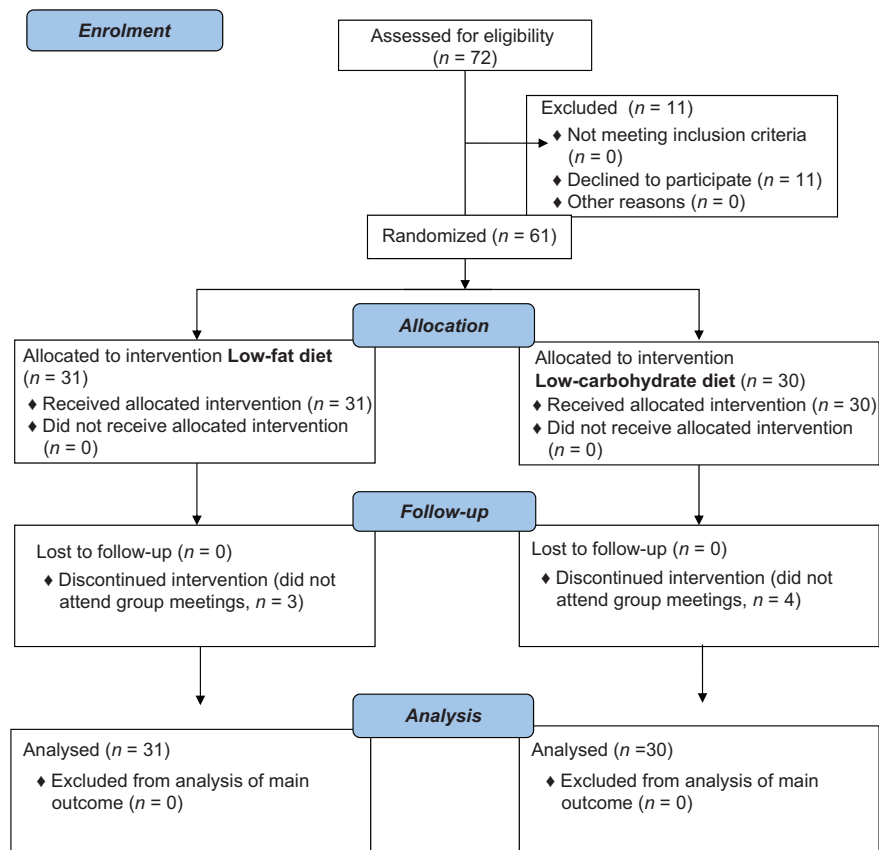 Enrolment
Assessed for eligibility
(n = 72)
Excluded (n = 11)
♦ Not meeting inclusion criteria
(n = 0)
♦ Declined to participate (n = 11)
♦ Other reasons (n = 0)
Randomized (n = 61)
Allocation
Allocated to intervention Low-fat diet
(n = 31)
♦ Received allocated intervention (n = 31)
♦ Did not receive allocated intervention
(n = 0)
Allocated to intervention
Low-carbohydrate diet (n = 30)
♦ Received allocated intervention (n = 30)
♦ Did not receive allocated intervention
(n = 0)
Follow-up
Lost to follow-up (n = 0)
♦ Discontinued intervention (did not
attend group meetings, n = 3)
Lost to follow-up (n = 0)
♦ Discontinued intervention (did not
attend group meetings, n = 4)
Analysis
Analysed (n = 31)
♦ Excluded from analysis of main
outcome (n = 0)
Analysed (n =30)
♦ Excluded from analysis of main
outcome (n = 0)